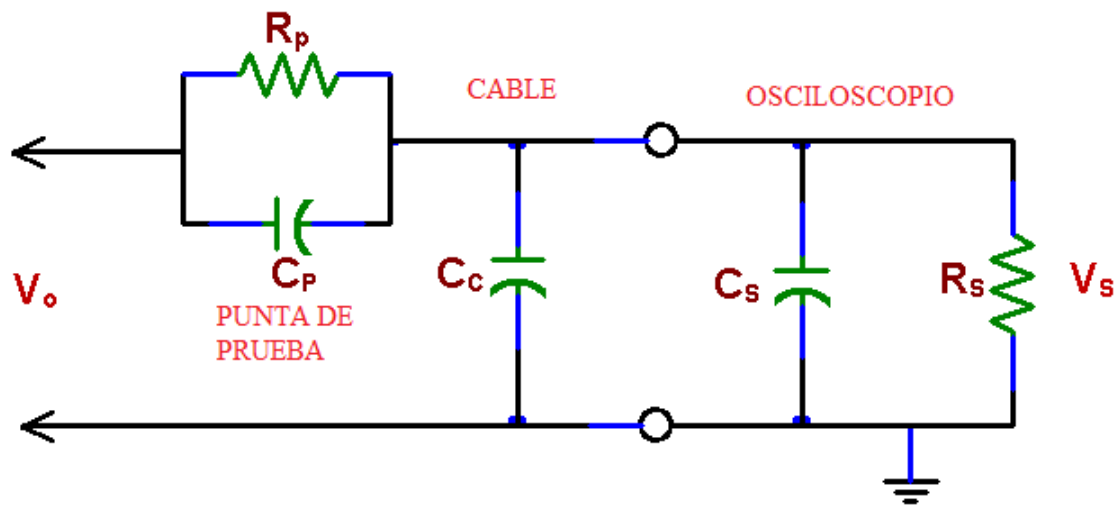 Rp
CABLE
OSCILOSCOPIO
CP
Vo
PUNTA DE
PRUEBA
CC
CS
RS
VS